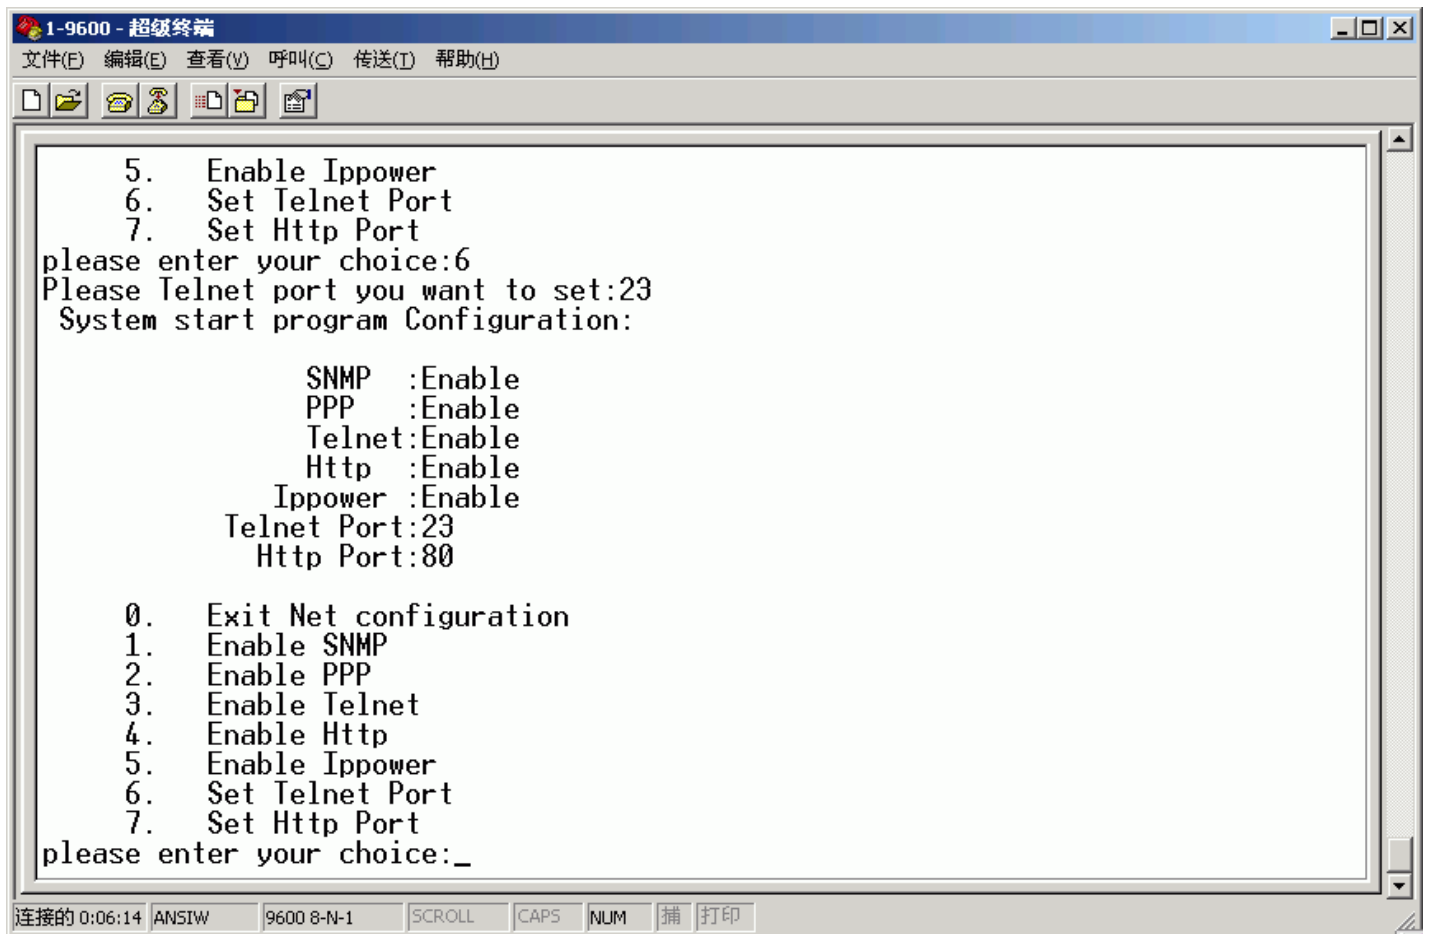 1-9600 - 超级终端
文件(F) 编辑(E) 查看(V) 呼叫(C) 传送(T) 帮助(H)
5. Enable Ippower
6. Set Telnet Port
7. Set Http Port
please enter your choice:6
Please Telnet port you want to set:23
System start program Configuration:
SNMP :Enable
PPP :Enable
Telnet:Enable
Http :Enable
Ippower :Enable
Telnet Port:23
Http Port:80
0. Exit Net configuration
1. Enable SNMP
2. Enable PPP
3. Enable Telnet
4. Enable Http
5. Enable Ippower
6. Set Telnet Port
7. Set Http Port
please enter your choice:_
连接的 0:06:14 ANSIW 9600 8-N-1 SCROLL CAPS NUM 捕 打印